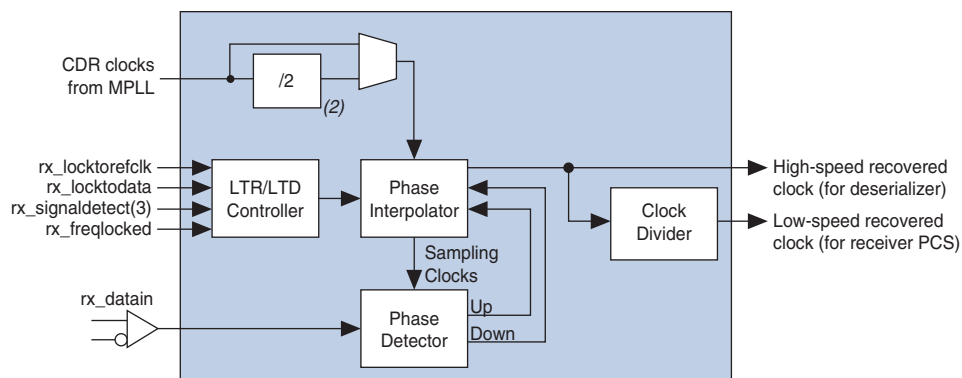 CDR clocks
from MPLL
/2
(2)
rx_locktorefclk
rx_locktodata
rx_signaldetect(3)
rx_freqlocked
LTR/LTD
Controller
Phase
Interpolator
High-speed recovered
clock (for deserializer)
Clock
Divider
Low-speed recovered
clock (for receiver PCS)
Sampling
Clocks
rx_datain
Phase
Detector
Up
Down